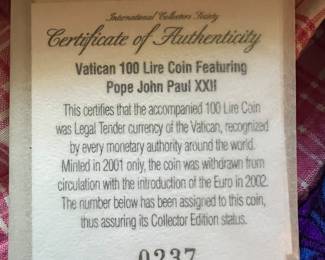 International Collectors Society
Certificate of Authenticity
Vatican 100 Lire Coin Featuring
Pope John Paul XXII
This certifies that the accompanied 100 Lire Coin
was Legal Tender currency of the Vatican, recognized
by every monetary authority around the world.
Minted in 2001 only, the coin was withdrawn from
circulation with the introduction of the Euro in 2002.
The number below has been assigned to this coin,
thus assuring its Collector Edition status.
0237